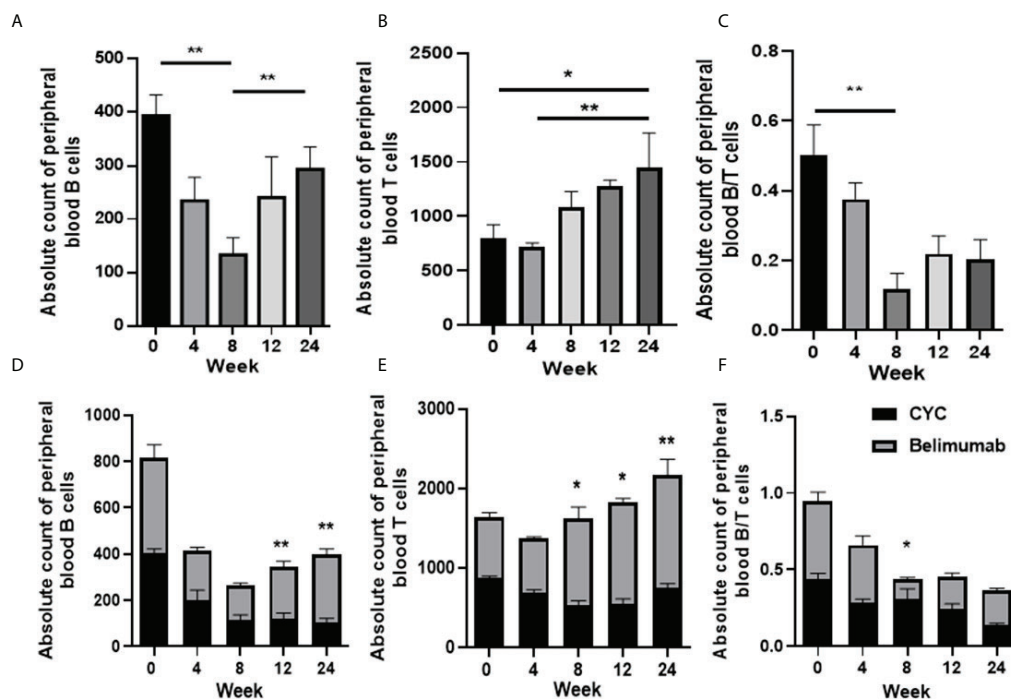 A
Absolute count of peripheral
blood B cells
500
400
300
200
100
0
**
**
0 4 8 12 24
Week
B
Absolute count of peripheral
blood T cells
2500
2000
1500
1000
500
0
*
**
0 4 8 12 24
Week
C
Absolute count of peripheral
blood B/T cells
0.8
0.6
0.4
0.2
0.0
**
0 4 8 12 24
Week
D
Absolute count of peripheral
blood B cells
1000
800
600
400
200
0
** **
0 4 8 12 24
Week
E
Absolute count of peripheral
blood T cells
3000
2000
1000
0
* * **
0 4 8 12 24
Week
F
Absolute count of peripheral
blood B/T cells
1.5
1.0
0.5
0.0
CYC
Belimumab
*
0 4 8 12 24
Week